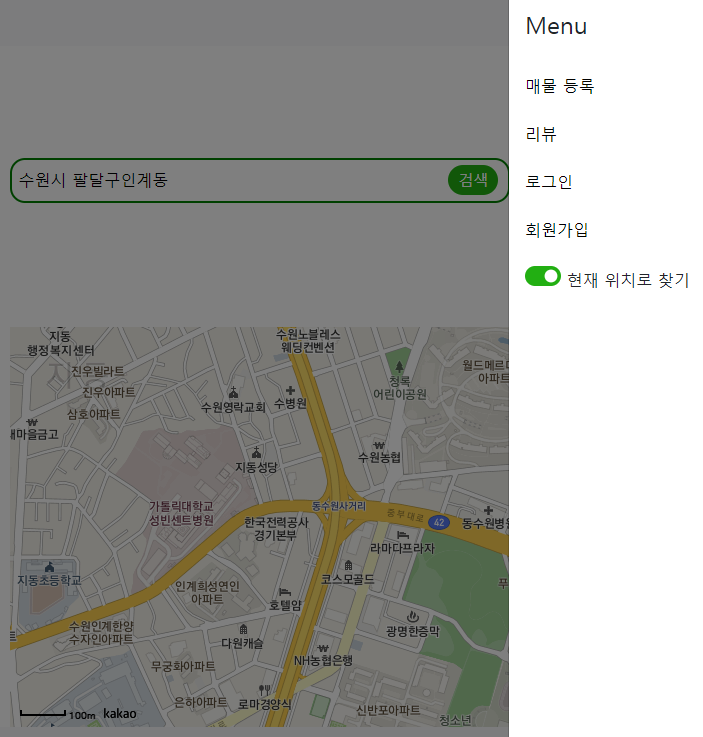 Menu
매물 등록
리뷰
로그인
회원가입
현재 위치로 찾기
수원시 팔달구인계동
검색
지동
행정복지센터
수원노블레스
웨딩컨벤션
진우빌라트
지동
진우아파트
삼호아파트
새마을금고
수원영락교회
수병원
청록
어린이공원
월드메르디
아파트
지동성당
수원농협
가톨릭대학교
성빈센트병원
한국전력공사
경기본부
동수원사거리
중부대로
42
동수원병원
라마다프라자
지동초등학교
인계희성연인
아파트
코스모골드
호텔얌
푸
수원인계한양
수자인아파트
다원캐슬
광명한증막
트
무궁화아파트
NH농협은행
은하아파트
로마경양식
신반포아파트
청소년
100m
kakao